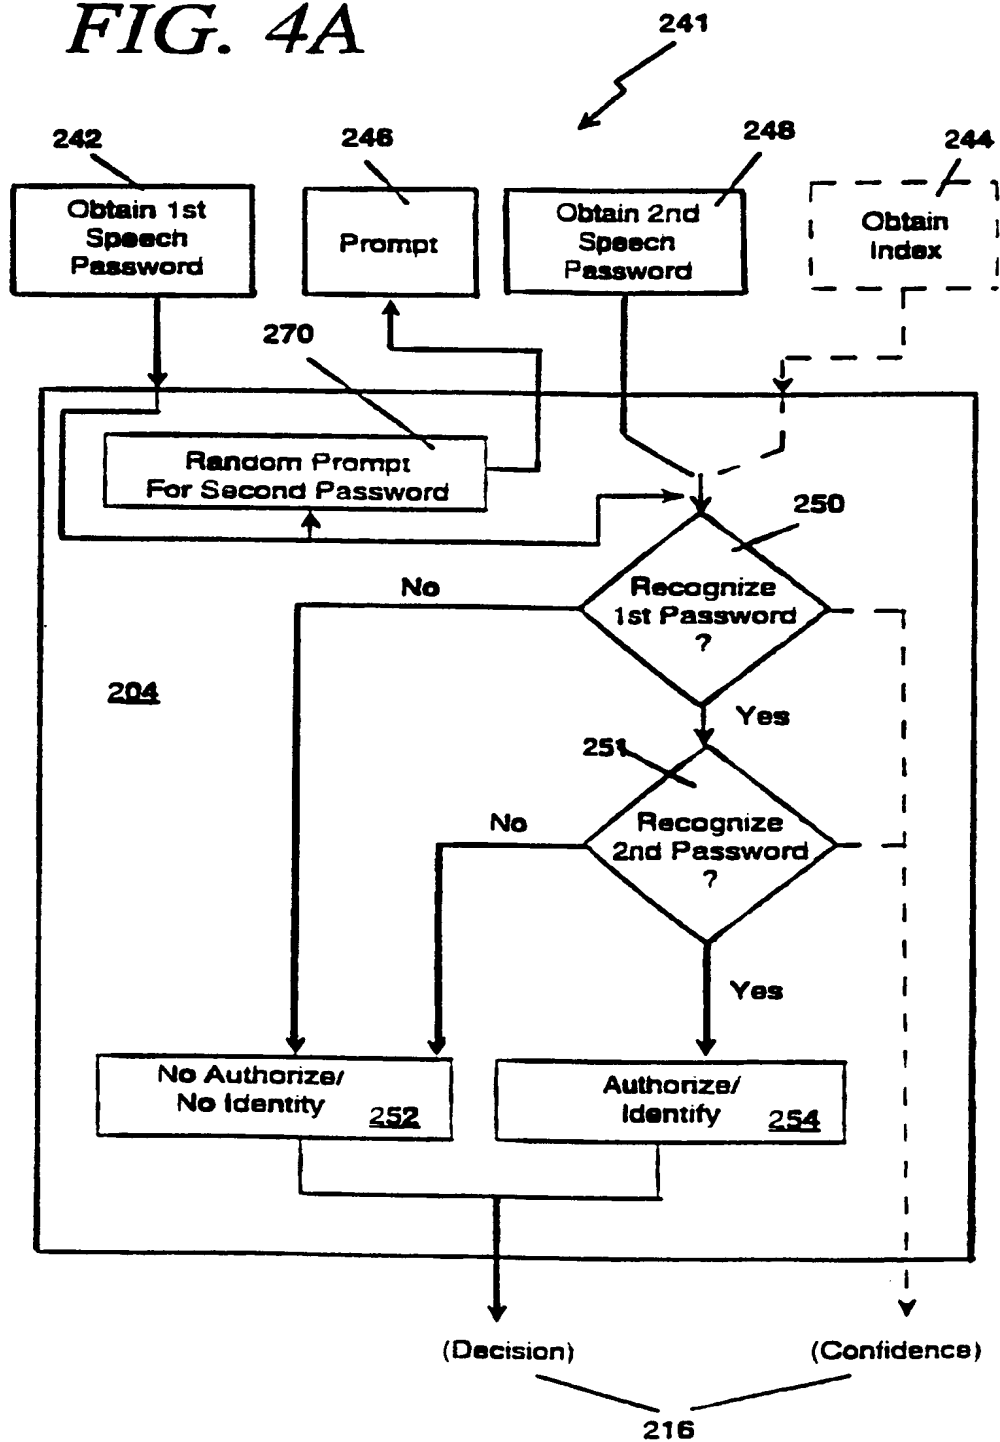 FIG. 4A
241
242
246
248
244
Obtain 1st
Speech
Password
Prompt
Obtain 2nd
Speech
Password
Obtain
Index
270
Random Prompt
For Second Password
250
No
Recognize
1st Password
?
204
Yes
251
No
Recognize
2nd Password
?
Yes
No Authorize/
No Identity
252
Authorize/
Identify
254
(Decision)
(Confidence)
216